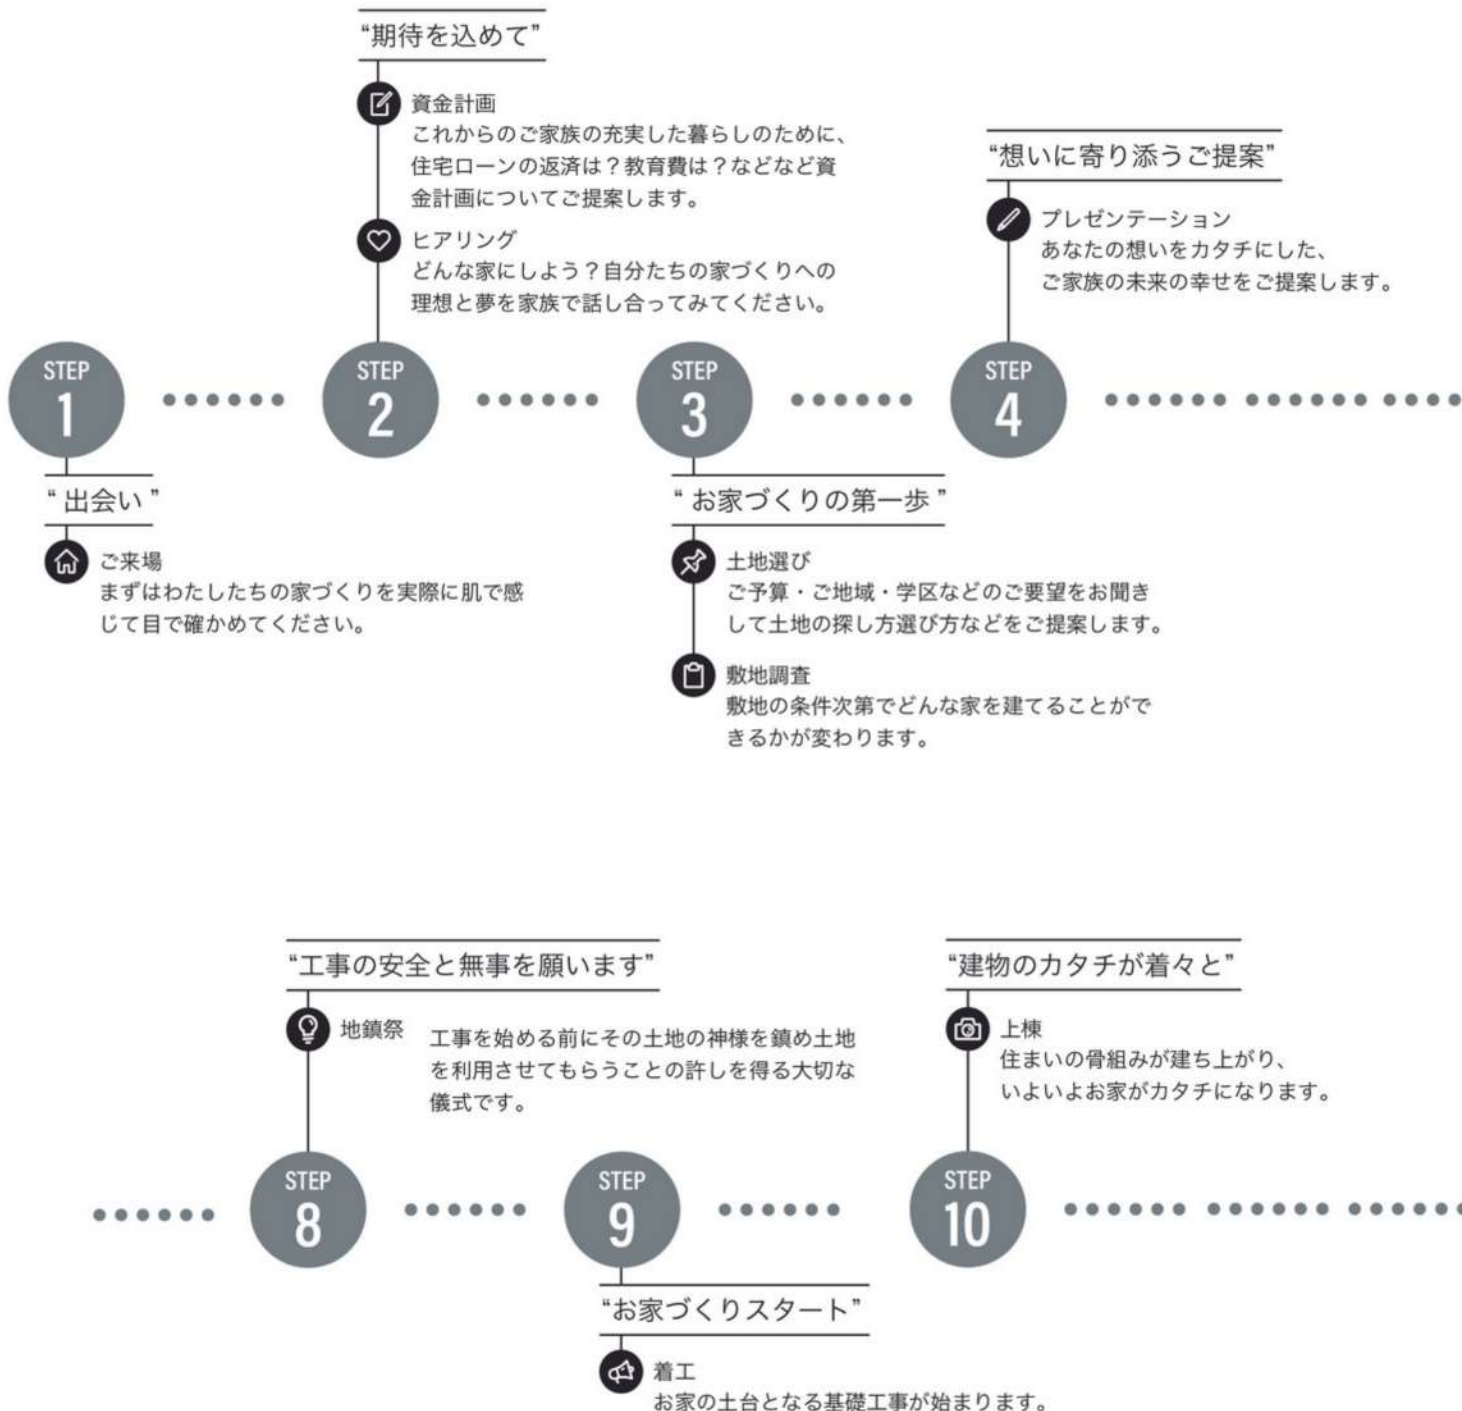 “期待を込めて”
資金計画
これからのご家族の充実した暮らしのために、
住宅ローンの返済は？教育費は？などなど資
金計画についてご提案します。
ヒアリング
どんな家にしよう？自分たちの家づくりへの
理想と夢を家族で話し合ってみてください。
“想いに寄り添うご提案”
プレゼンテーション
あなたの想いをカタチにした、
ご家族の未来の幸せをご提案します。
STEP
1
STEP
2
STEP
3
STEP
4
“ 出会い ”
ご来場
まずはわたしたちの家づくりを実際に肌で感
じて目で確かめてください。
“ お家づくりの第一歩 ”
土地選び
ご予算・ご地域・学区などのご要望をお聞き
して土地の探し方選び方などをご提案します。
敷地調査
敷地の条件次第でどんな家を建てることがで
きるかが変わります。
“工事の安全と無事を願います”
地鎮祭
工事を始める前にその土地の神様を鎮め土地
を利用させてもらうことの許しを得る大切な
儀式です。
“建物のカタチが着々と”
上棟
住まいの骨組みが建ち上がり、
いよいよお家がカタチになります。
STEP
8
STEP
9
STEP
10
“お家づくりスタート”
着工
お家の土台となる基礎工事が始まります。